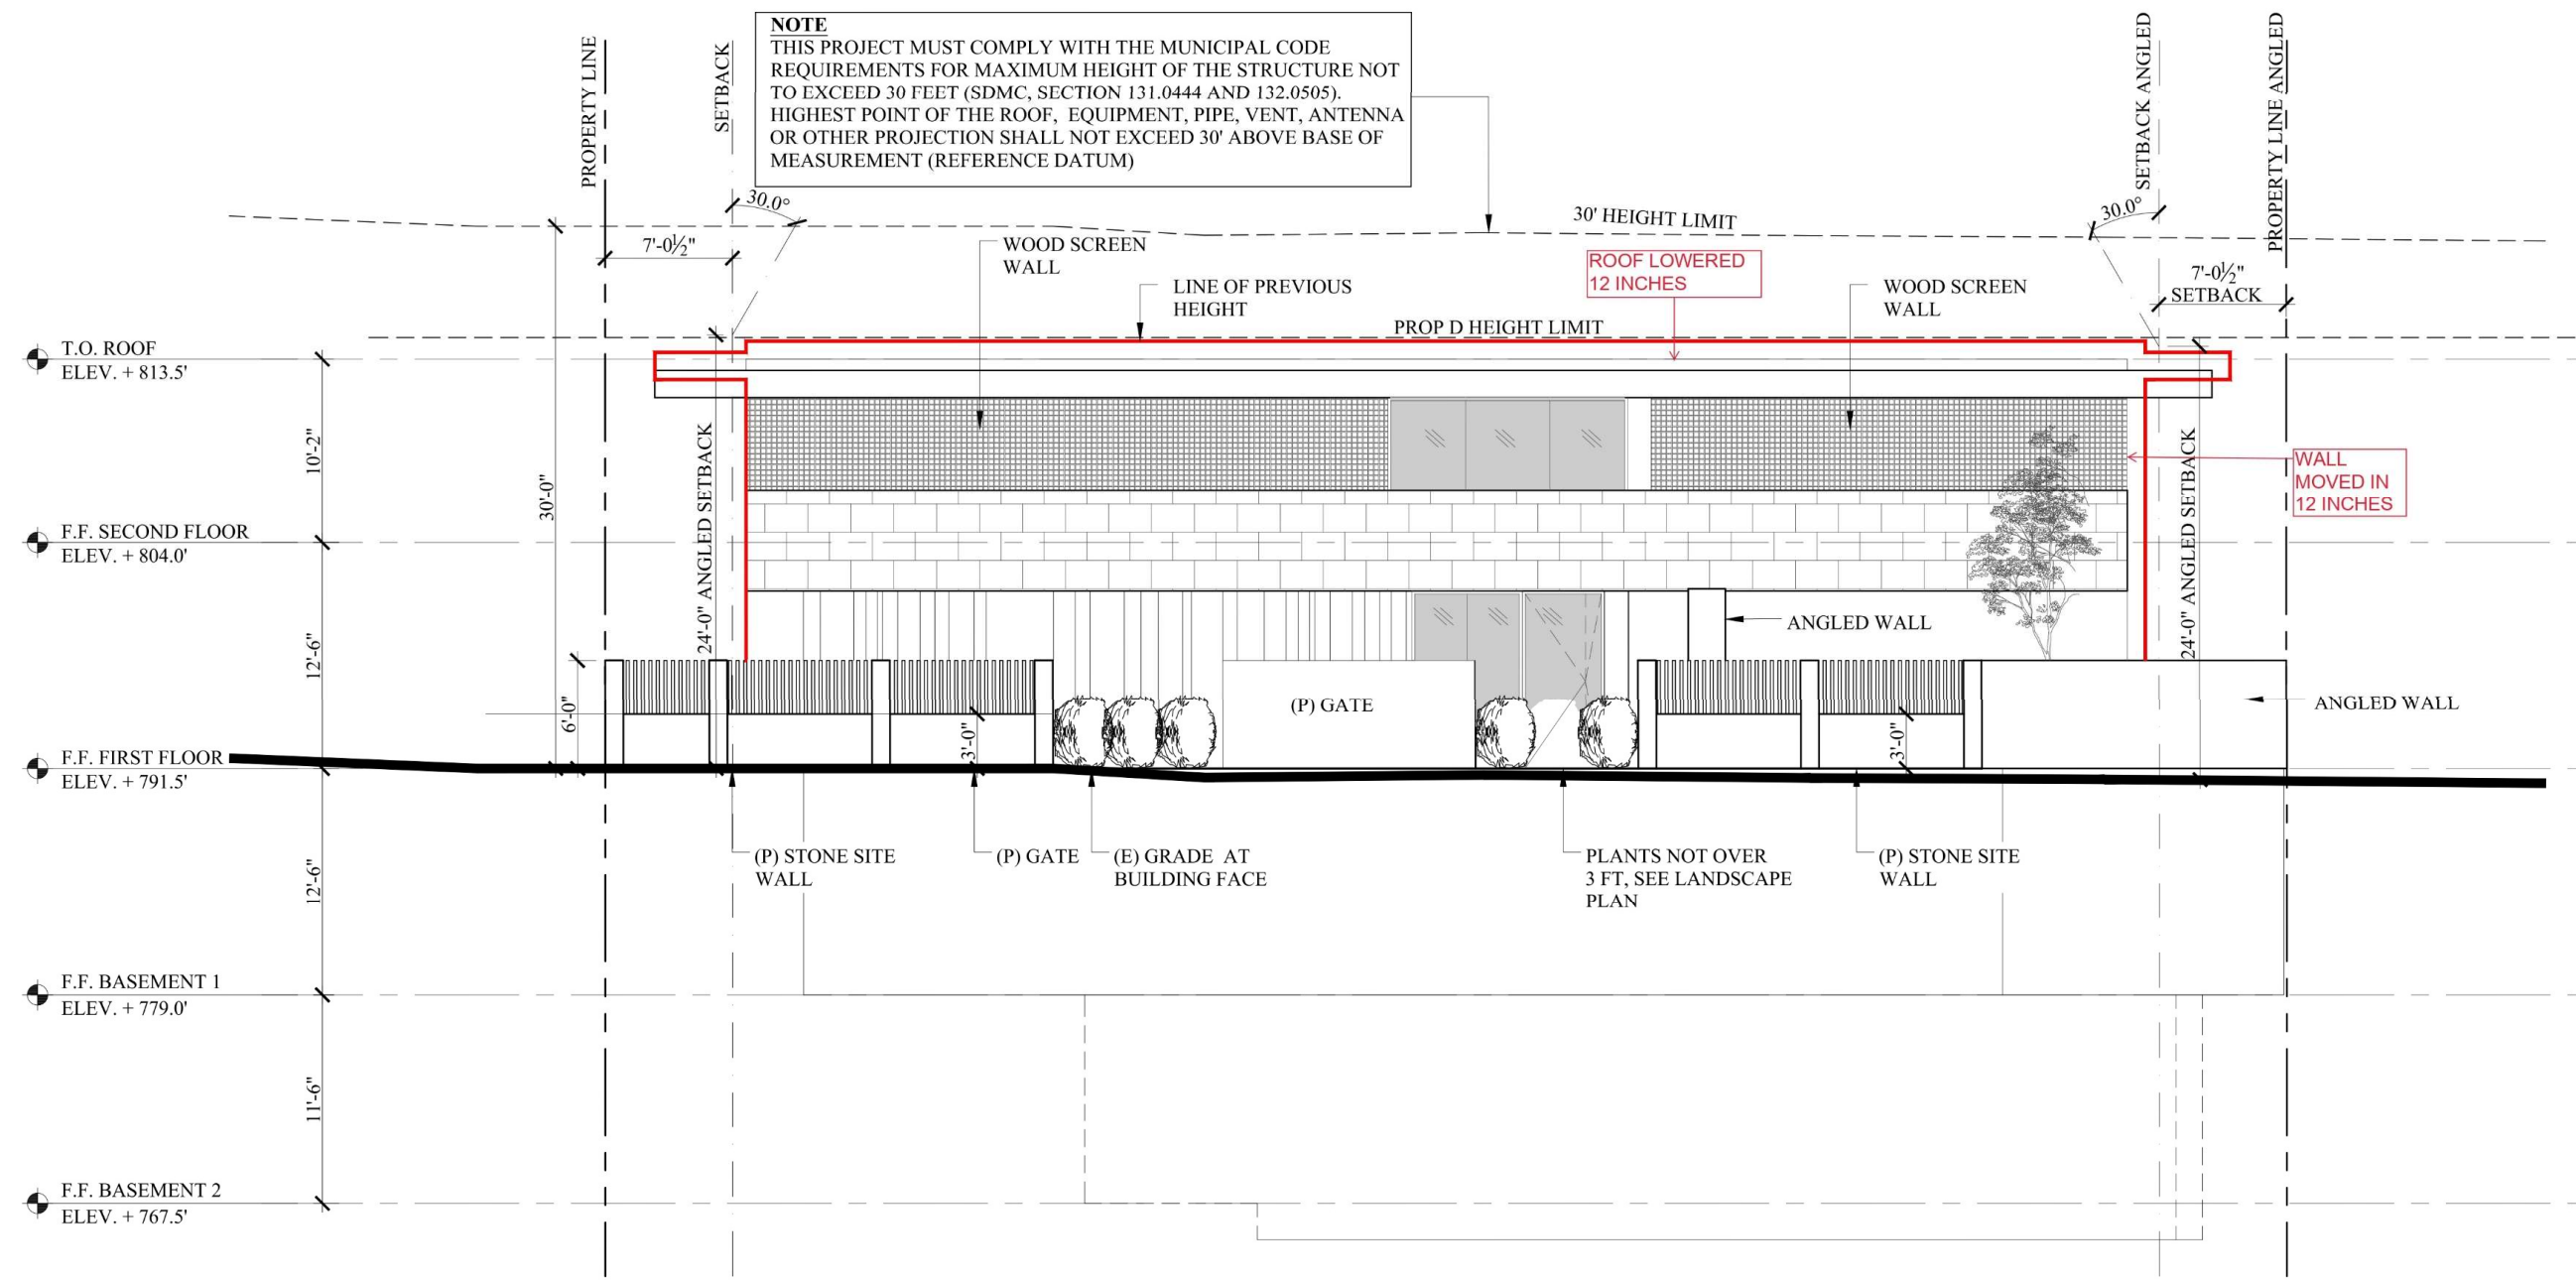 NOTE
THIS PROJECT MUST COMPLY WITH THE MUNICIPAL CODE
REQUIREMENTS FOR MAXIMUM HEIGHT OF THE STRUCTURE NOT
TO EXCEED 30 FEET (SDMC, SECTION 131.0444 AND 132.0505).
HIGHEST POINT OF THE ROOF, EQUIPMENT, PIPE, VENT, ANTENNA
OR OTHER PROJECTION SHALL NOT EXCEED 30' ABOVE BASE OF
MEASUREMENT (REFERENCE DATUM)
PROPERTY LINE
SETBACK
SETBACK ANGLED
PROPERTY LINE ANGLED
30.0°
30.0°
30' HEIGHT LIMIT
7'-0½"
7'-0½"
SETBACK
WOOD SCREEN
WALL
LINE OF PREVIOUS
HEIGHT
ROOF LOWERED
12 INCHES
WOOD SCREEN
WALL
PROP D HEIGHT LIMIT
T.O. ROOF
ELEV. + 813.5'
10'-2"
30'-0"
24'-0" ANGLED SETBACK
24'-0" ANGLED SETBACK
WALL
MOVED IN
12 INCHES
F.F. SECOND FLOOR
ELEV. + 804.0'
12'-6"
ANGLED WALL
6'-0"
3'-0"
(P) GATE
3'-0"
ANGLED WALL
F.F. FIRST FLOOR
ELEV. + 791.5'
(P) STONE SITE
WALL
(P) GATE
(E) GRADE AT
BUILDING FACE
PLANTS NOT OVER
3 FT, SEE LANDSCAPE
PLAN
(P) STONE SITE
WALL
12'-6"
F.F. BASEMENT 1
ELEV. + 779.0'
11'-6"
F.F. BASEMENT 2
ELEV. + 767.5'